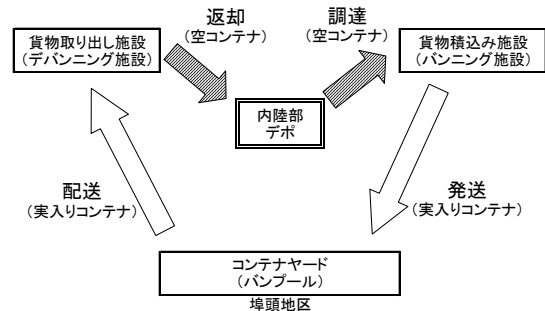 返却
(空コンテナ)
調達
(空コンテナ)
貨物取り出し施設
(デバンニング施設)
貨物積込み施設
(バンニング施設)
内陸部
デポ
配送
(実入りコンテナ)
発送
(実入りコンテナ)
コンテナヤード
(バンプール)
埠頭地区